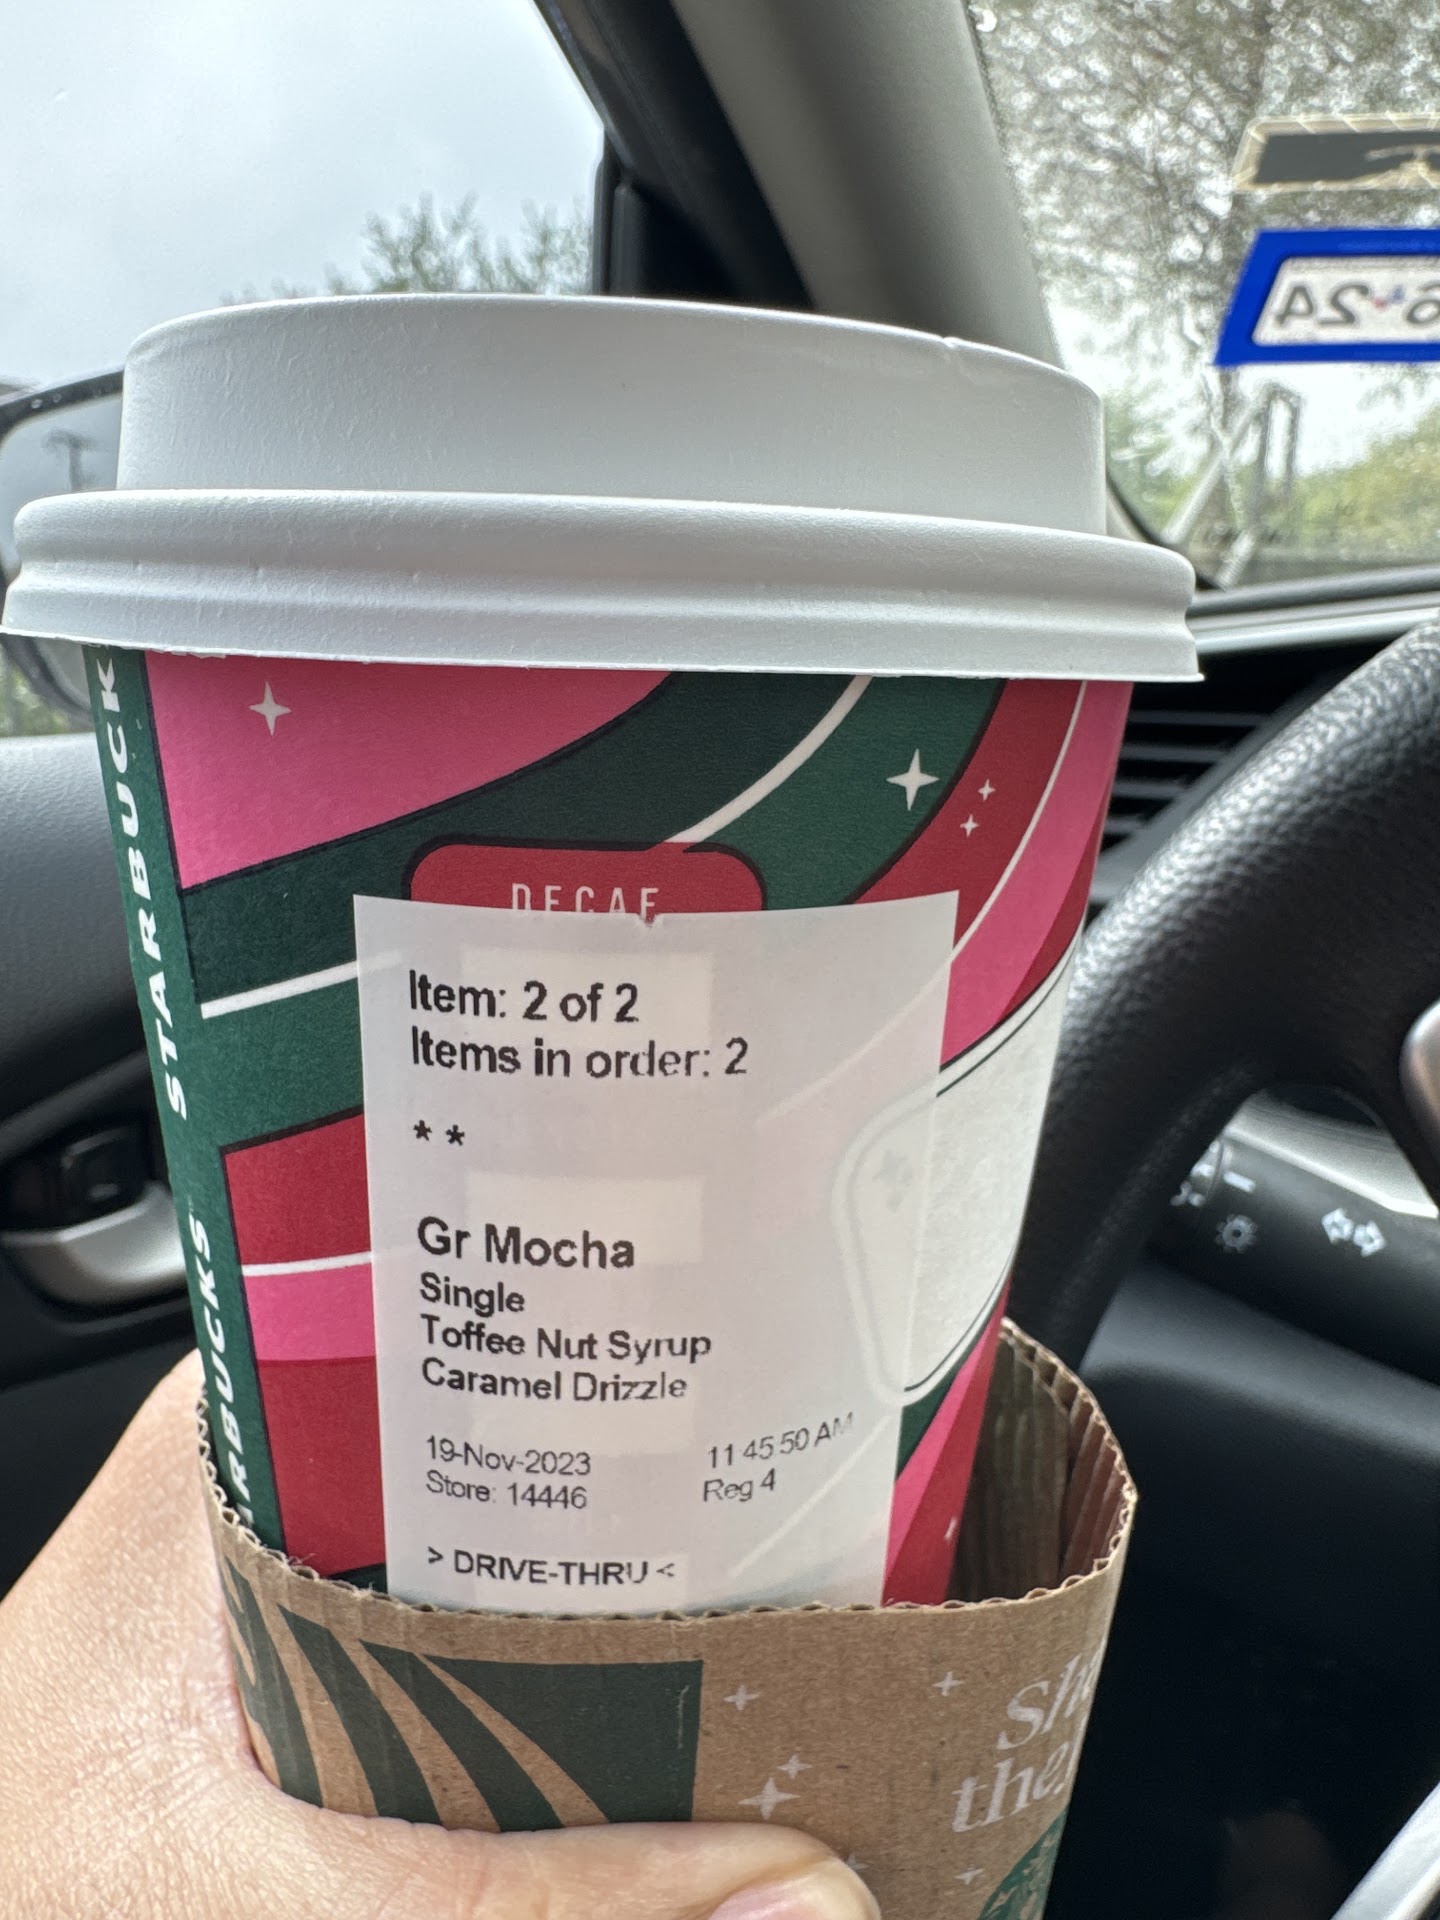 STARBUCK
STARBUCKS
DECAF
Item: 2 of 2
Items in order: 2
* *
Gr Mocha
Single
Toffee Nut Syrup
Caramel Drizzle
19-Nov-2023 11:45:50 AM
Store: 14446 Reg 4
> DRIVE-THRU <